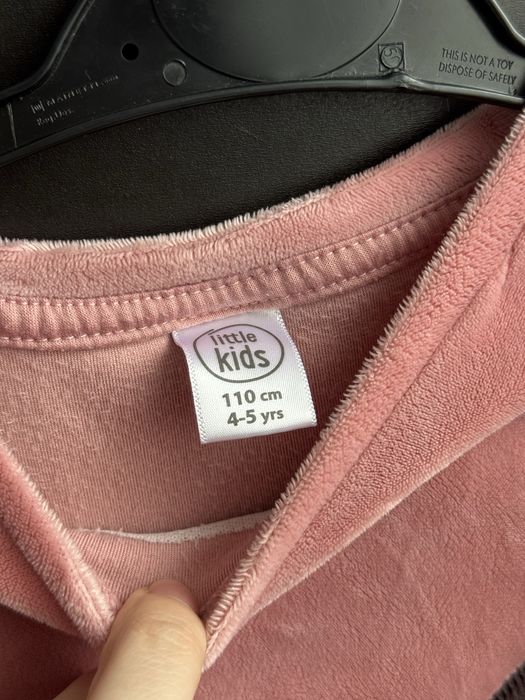 THIS IS NOT A TOY
DISPOSE OF SAFELY
little
kids
110 cm
4-5 yrs